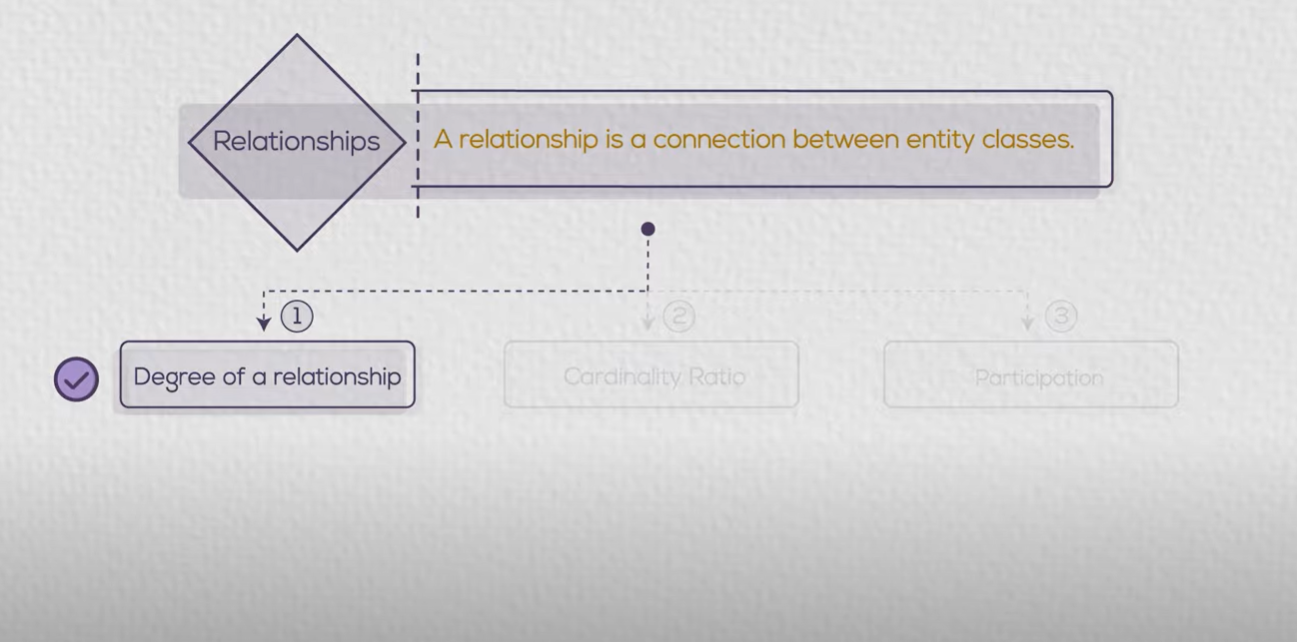 Relationships
A relationship is a connection between entity classes.
1
2
3
Degree of a relationship
Cardinality Ratio
Participation